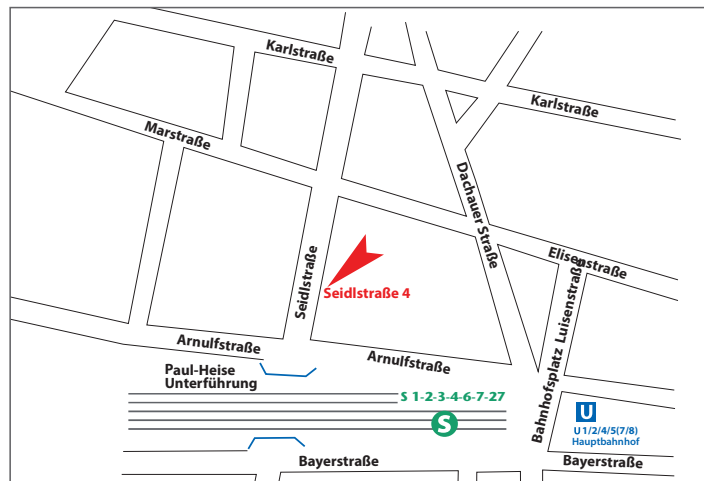 Karlstraße
Karlstraße
Marstraße
Dachauer Straße
Elisenstraße
Seidlstraße
Seidlstraße 4
Luisenstraße
Arnulfstraße
Arnulfstraße
Paul-Heise
Unterführung
S 1-2-3-4-6-7-27
S
Bahnhofsplatz
U
U 1/2/4/5(7/8)
Hauptbahnhof
Bayerstraße
Bayerstraße